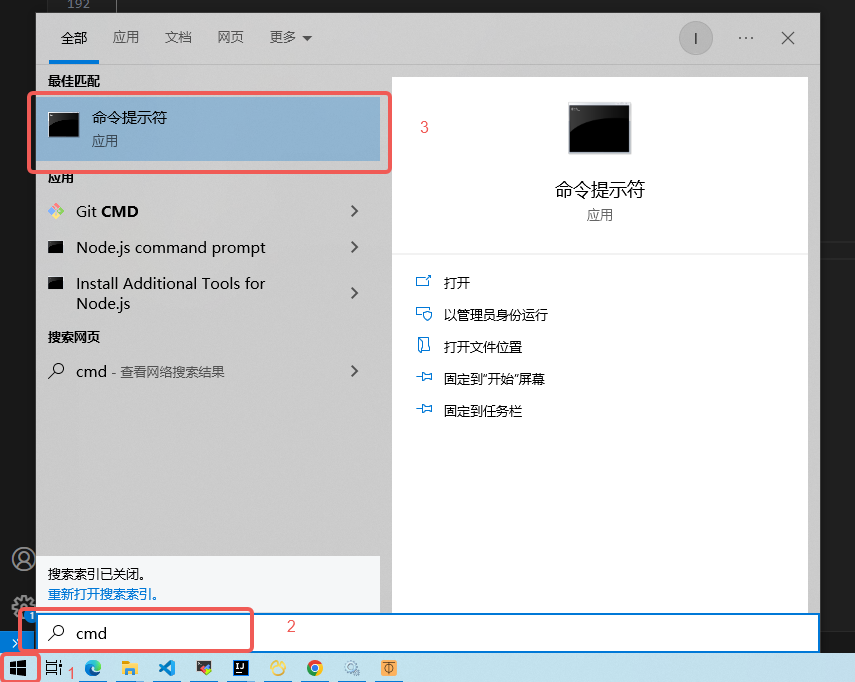 192
全部 应用 文档 网页 更多 I ...
最佳匹配
命令提示符
应用
3
应用
Git CMD
Node.js command prompt
Install Additional Tools for
Node.js
搜索网页
cmd - 查看网络搜索结果
命令提示符
应用
打开
以管理员身份运行
打开文件位置
固定到"开始"屏幕
固定到任务栏
搜索索引已关闭。
重新打开搜索索引。
1
cmd
2
1
IJ